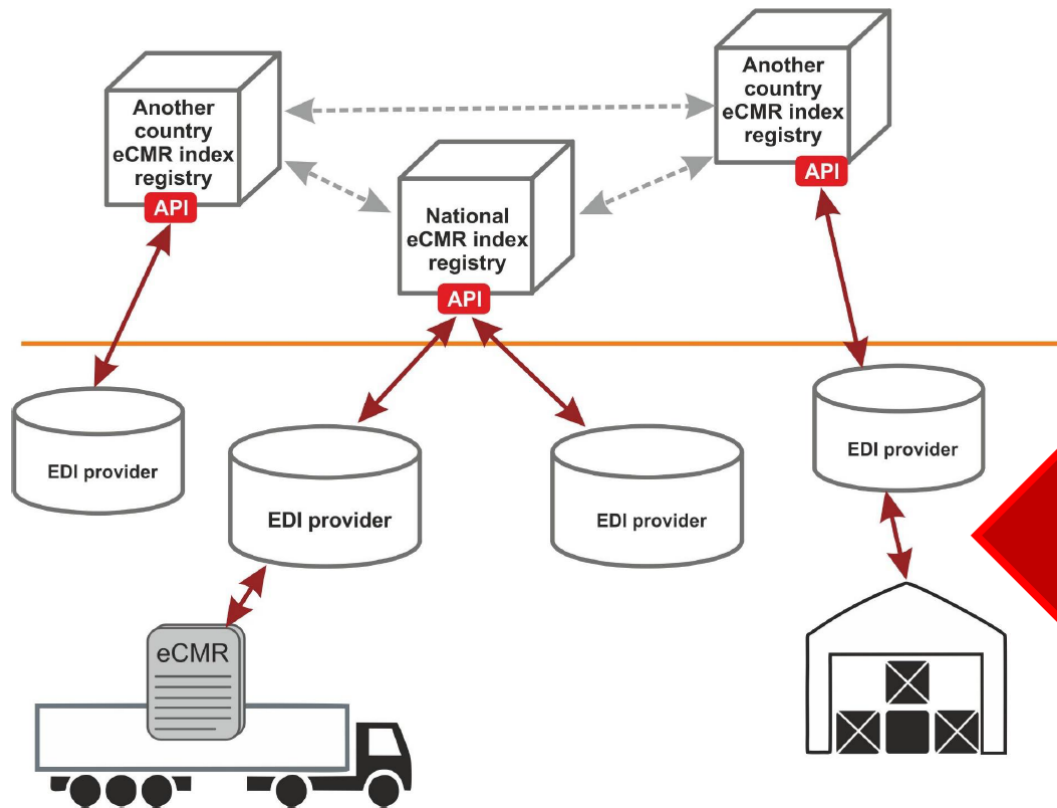 Another
country
eCMR index
registry
API
Another
country
eCMR index
registry
API
National
eCMR index
registry
API
EDI provider
EDI provider
EDI provider
EDI provider
eCMR